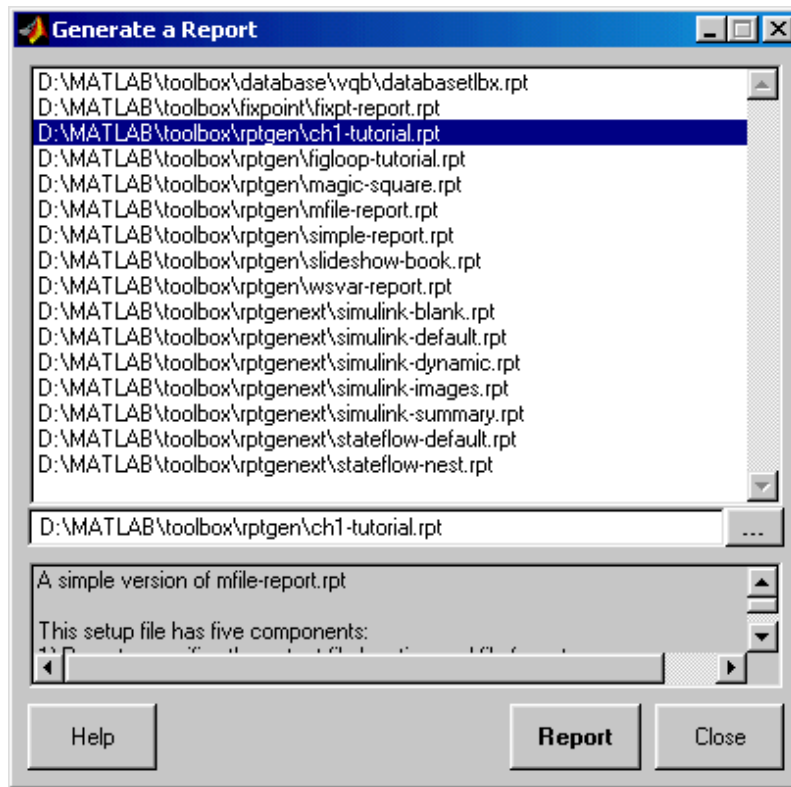 Generate a Report
D:\MATLAB\toolbox\database\vqb\databasetlbx.rpt
D:\MATLAB\toolbox\fixpoint\fixpt-report.rpt
D:\MATLAB\toolbox\rptgen\ch1-tutorial.rpt
D:\MATLAB\toolbox\rptgen\figloop-tutorial.rpt
D:\MATLAB\toolbox\rptgen\magic-square.rpt
D:\MATLAB\toolbox\rptgen\mfile-report.rpt
D:\MATLAB\toolbox\rptgen\simple-report.rpt
D:\MATLAB\toolbox\rptgen\slideshow-book.rpt
D:\MATLAB\toolbox\rptgen\wsvar-report.rpt
D:\MATLAB\toolbox\rptgenext\simulink-blank.rpt
D:\MATLAB\toolbox\rptgenext\simulink-default.rpt
D:\MATLAB\toolbox\rptgenext\simulink-dynamic.rpt
D:\MATLAB\toolbox\rptgenext\simulink-images.rpt
D:\MATLAB\toolbox\rptgenext\simulink-summary.rpt
D:\MATLAB\toolbox\rptgenext\stateflow-default.rpt
D:\MATLAB\toolbox\rptgenext\stateflow-nest.rpt
D:\MATLAB\toolbox\rptgen\ch1-tutorial.rpt ...
A simple version of mfile-report.rpt
This setup file has five components:
Help Report Close